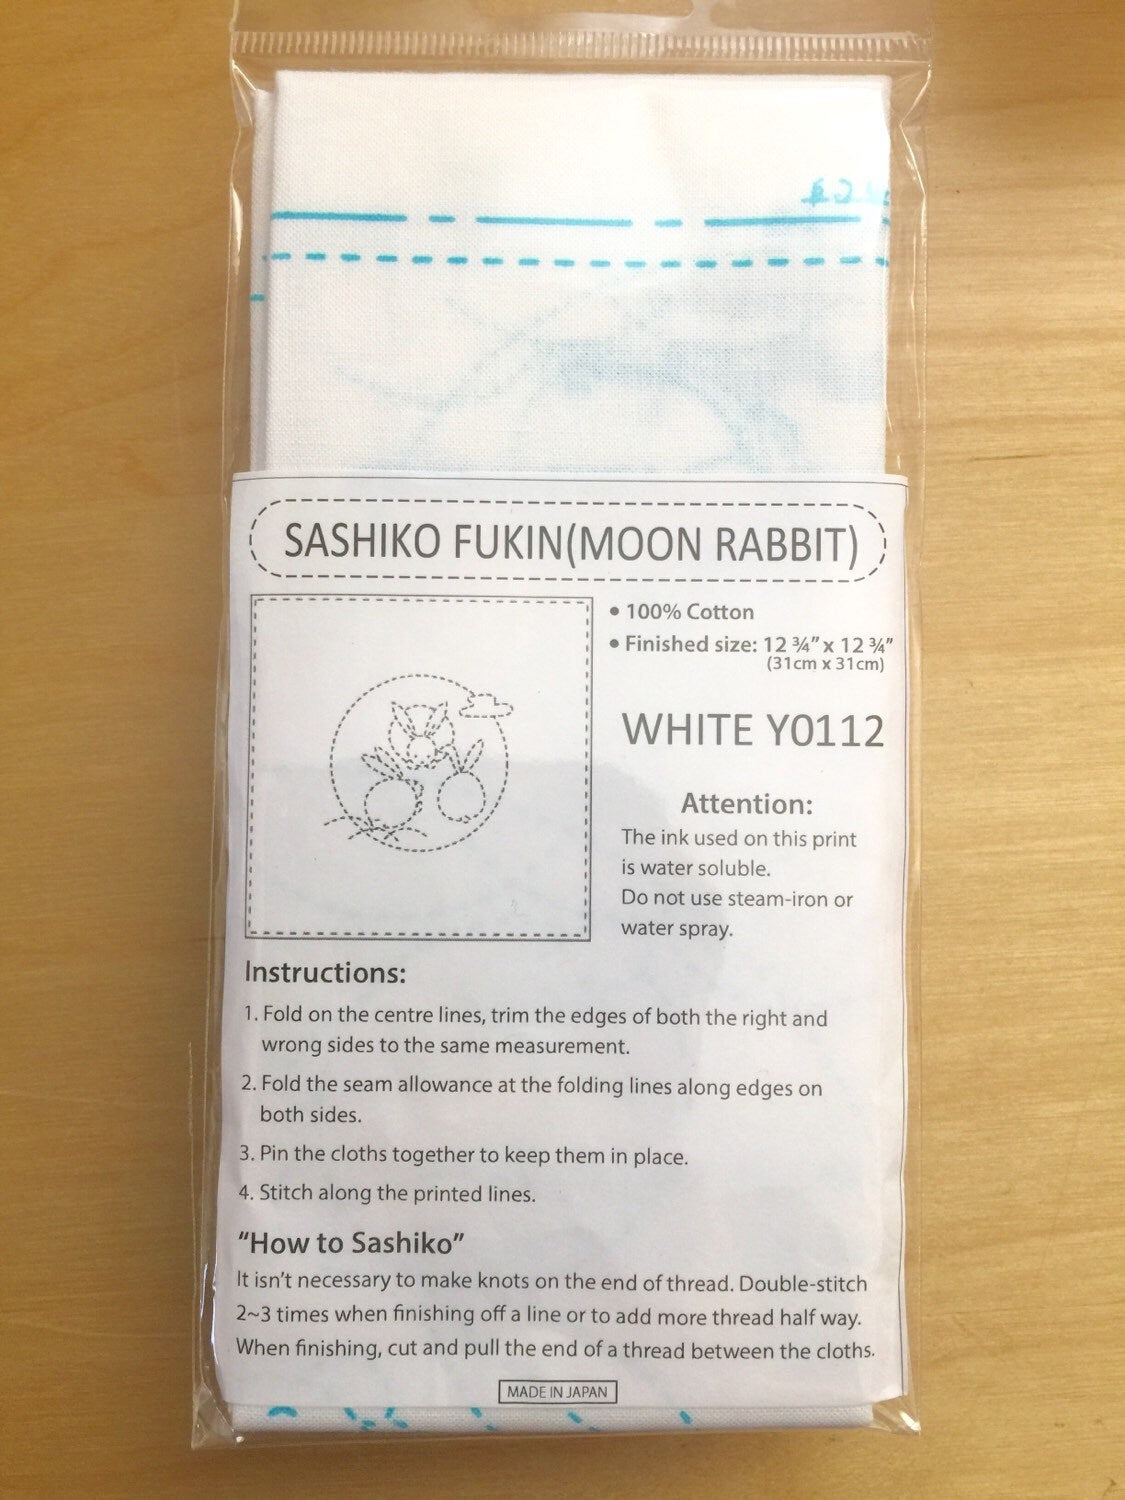 SASHIKO FUKIN(MOON RABBIT)
• 100% Cotton
• Finished size: 12 ¾” x 12 ¾”
(31cm x 31cm)
WHITE Y0112
Attention:
The ink used on this print
is water soluble.
Do not use steam-iron or
water spray.
Instructions:
1. Fold on the centre lines, trim the edges of both the right and
wrong sides to the same measurement.
2. Fold the seam allowance at the folding lines along edges on
both sides.
3. Pin the cloths together to keep them in place.
4. Stitch along the printed lines.
“How to Sashiko”
It isn't necessary to make knots on the end of thread. Double-stitch
2~3 times when finishing off a line or to add more thread half way.
When finishing, cut and pull the end of a thread between the cloths.
MADE IN JAPAN